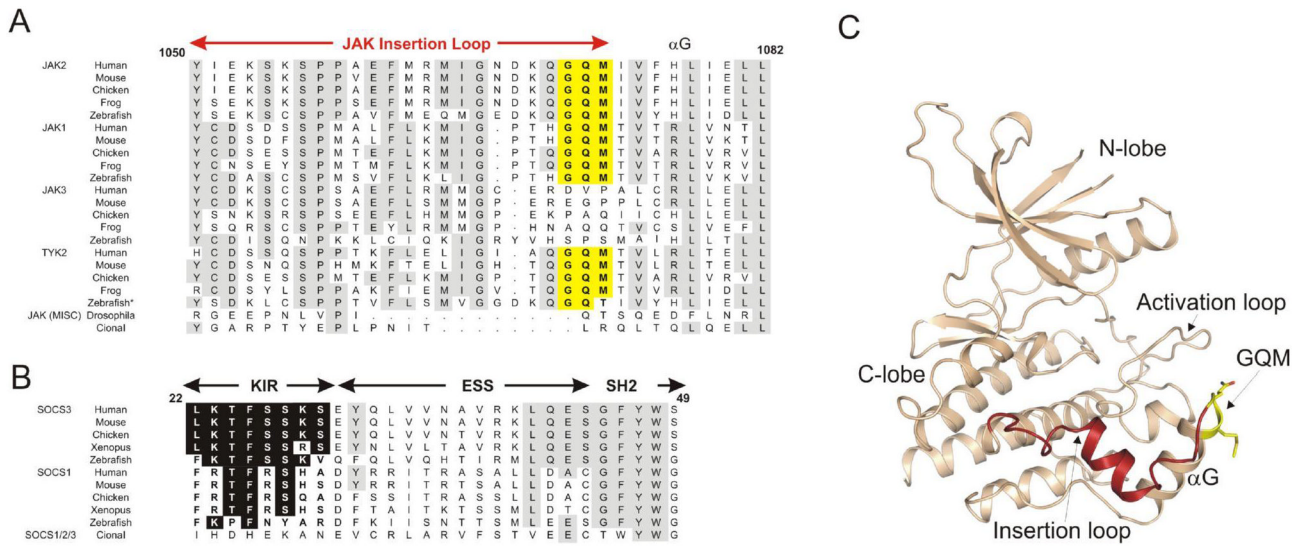 A
JAK Insertion Loop αG
1050 1082
JAK2 Human Y I E K S K S P P A E F M R M I G N D K Q G Q M I V F H L I E L L
Mouse Y I E K S K S P P A E F M R M I G N D K Q G Q M I V F H L I E L L
Chicken Y I E K S K S P P A E F M R M I G N D K Q G Q M I V F H L I E L L
Frog Y S E K S K S P P S E F M R M I G N D K Q G Q M I V F H L I E L L
Zebrafish Y S E K S S S P P A V F M E Q M G E D K Q G Q M I V Y H L I D L L
JAK1 Human Y C D S D S S P M A L F L K M I G . P T H G Q M T V T R L V N T L
Mouse Y C D S D F S P M A L F L K M I G . P T H G Q M T V T R L V K T L
Chicken Y C D S E S S P M T E F L K M I G . P T Q G Q M T V A R L V R V L
Frog Y C N S E Y S P M T M F L K M I G . P T Q G Q M T V T R L V R V L
Zebrafish Y C D A S C S P M S V F L K L I G . P T H G Q M T V T R L V R V L
JAK3 Human Y C D K S C S P S A E F L R M M G C . E R D V P A L C R L L E L L
Mouse Y C D K S C S P S A E F L S M M G P . E R E G P P L C R L L E L L
Chicken Y S N K S R S P S E E F L H M M G P . E K P A Q I I C H L L E L L
Frog Y S Q R S C S P T E Y L R M M G P . H N A Q Q T V C S L V E F L
Zebrafish Y C D I S Q N P K K L C I Q K I G R Y V H S P S M A I H L L T L L
TYK2 Human H C D S S Q S P P T K F L E L I G I . A Q G Q M T V L R L T E L L
Mouse Y C D S N Q S P H M K F T E L I G H . T Q G Q M T V L R L T E L L
Chicken Y C D S E S S P M T E F L K M I G . P T Q G Q M T V A R L V R V L
Frog R C D S Y L S P P A K F I E M I G V . T Q G Q M T V V R L I D L L
Zebrafish* Y S D K L C S P P T V F L S M V G G D K Q G Q T I V Y H L I E L L
JAK (MISC) Drosophila R G E E P N L V P I . . . . . . . . . . . . Q T S Q E D F L N R L
Cional Y G A R P T Y E P L P N I T . . . . . . . . L R Q L T Q L Q E L L
B
KIR ESS SH2
22 49
SOCS3 Human L K T F S S K S E Y Q L V V N A V R K L Q E S G F Y W S
Mouse L K T F S S K S E Y Q L V V N A V R K L Q E S G F Y W S
Chicken L K T F S S K S E Y Q L V V N T V R K L Q E S G F Y W S
Xenopus L K T F S S R S E Y N L V L T A V R K L Q E S G F Y W S
Zebrafish F K T F S S K V Q F Q L V Q H T I R M L Q E S G F Y W S
SOCS1 Human F R T F R S H A D Y R R I T R A S A L L D A C G F Y W G
Mouse F R T F R S H S D Y R R I T R T S A L L D A C G F Y W G
Chicken F R T F R S Q A D F S S I T R T S S L L D A C G F Y W G
Xenopus F R T F R S H S D F T A I T K T S S M L D T C G F Y W G
Zebrafish F K P F N Y A R D F K I I S N T T S M L E E S G F Y W G
SOCS1/2/3 Cional I H D H E K A N E V C R L A R V F S T V E E C T W Y W G
C
N-lobe
Activation loop
C-lobe
GQM
αG
Insertion loop